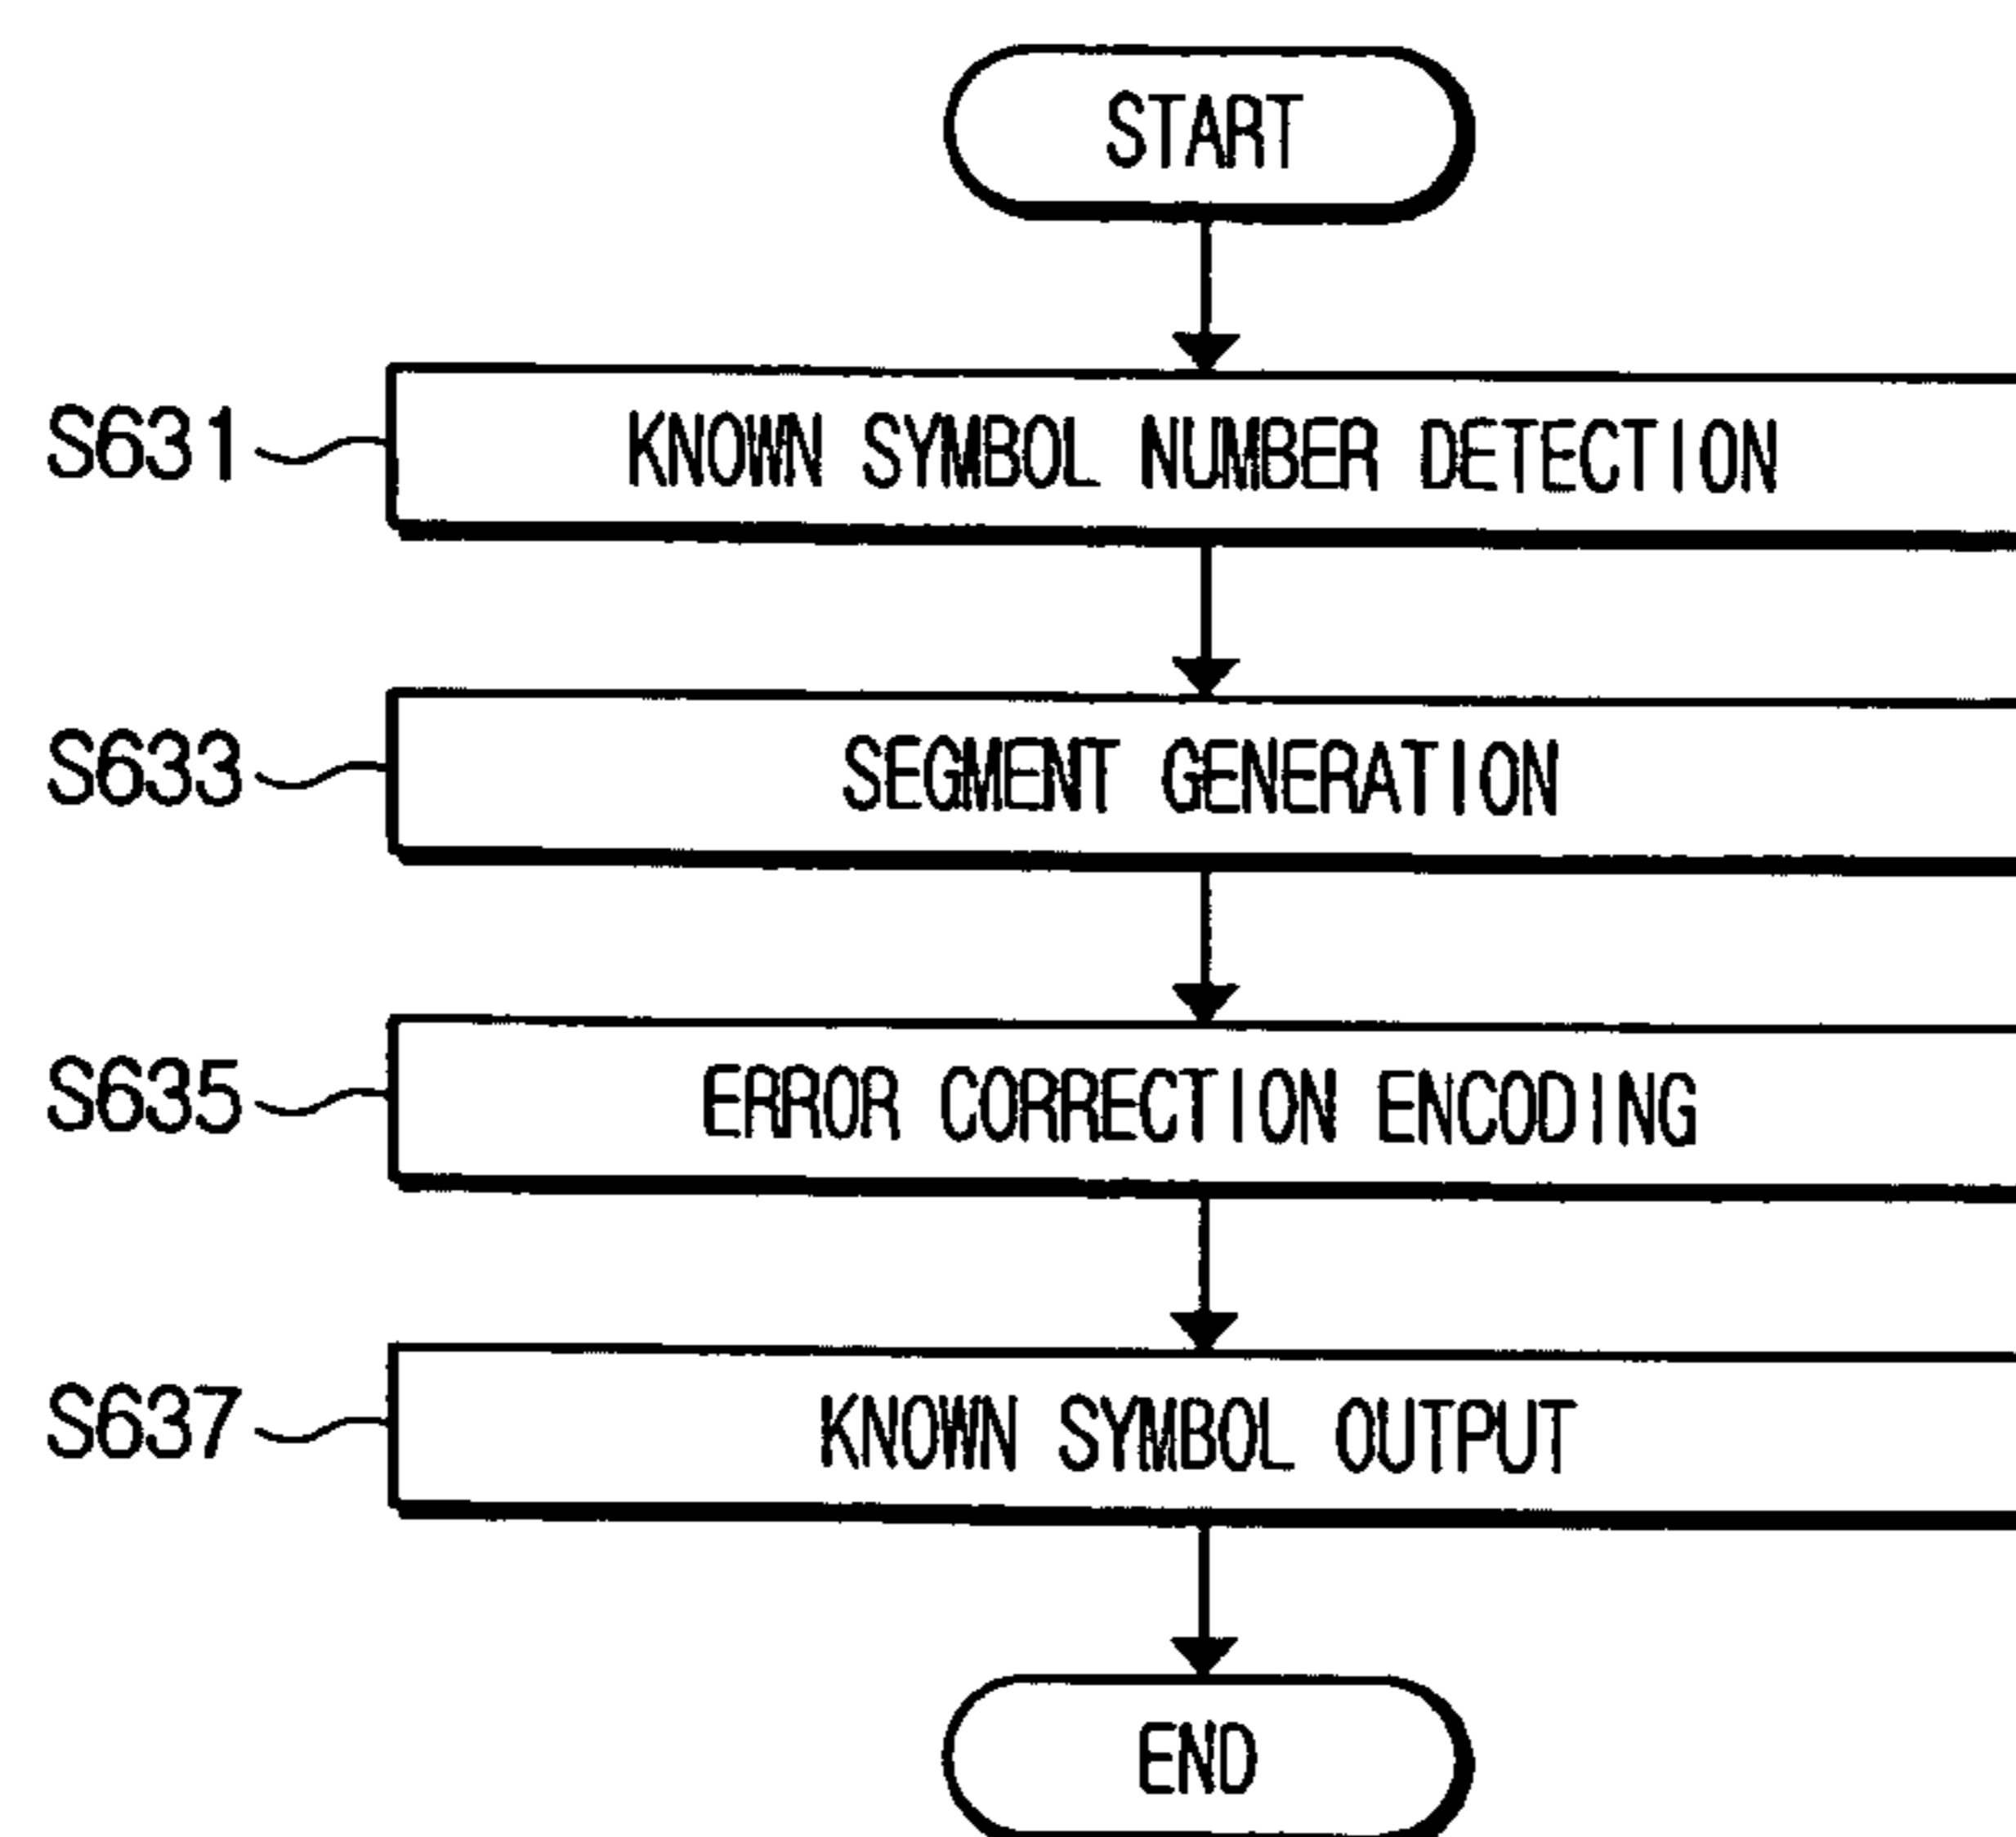 START
S631 KNOWN SYMBOL NUMBER DETECTION
S633 SEGMENT GENERATION
S635 ERROR CORRECTION ENCODING
S637 KNOWN SYMBOL OUTPUT
END